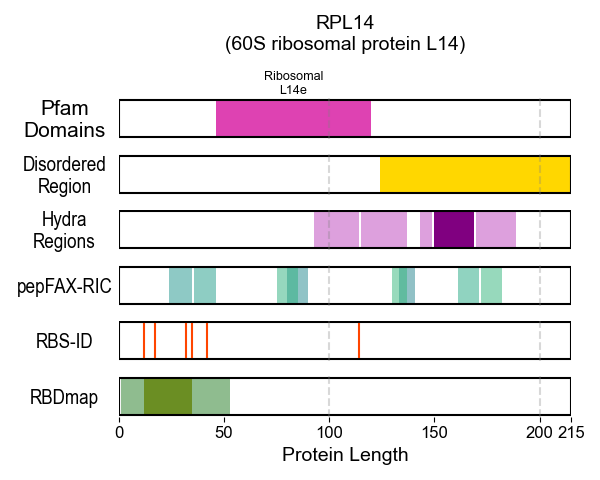 RPL14
(60S ribosomal protein L14)
Ribosomal
L14e
Pfam
Domains
Disordered
Region
Hydra
Regions
pepFAX-RIC
RBS-ID
RBDmap
0 50 100 150 200 215
Protein Length